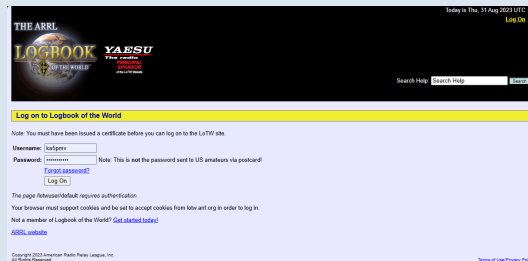 Today is Thu, 31 Aug 2023 UTC
Log On
THE ARRL
LOGBOOK
OF THE WORLD
YAESU
The radio
PRINCIPAL
SPONSOR
of the LoTW Website
Search Help: Search Help Search
Log on to Logbook of the World
Note: You must have been issued a certificate before you can log on to the LoTW site.
Username: ka5pmv
Password: ••••••••••• Note: This is not the password sent to US amateurs via postcard!
Forgot password?
Log On
The page /lotwuser/default requires authentication.
Your browser must support cookies and be set to accept cookies from lotw.arrl.org in order to log in.
Not a member of Logbook of the World? Get started today!
ARRL website
Copyright 2023 American Radio Relay League, Inc.
All Rights Reserved
Terms of Use/Privacy Pol